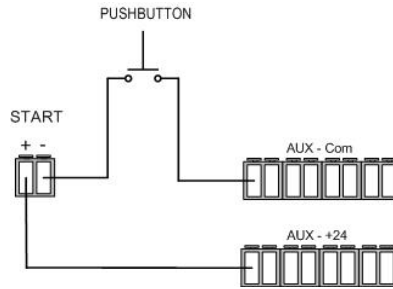 PUSHBUTTON
START
+ -
AUX - Com
AUX - +24